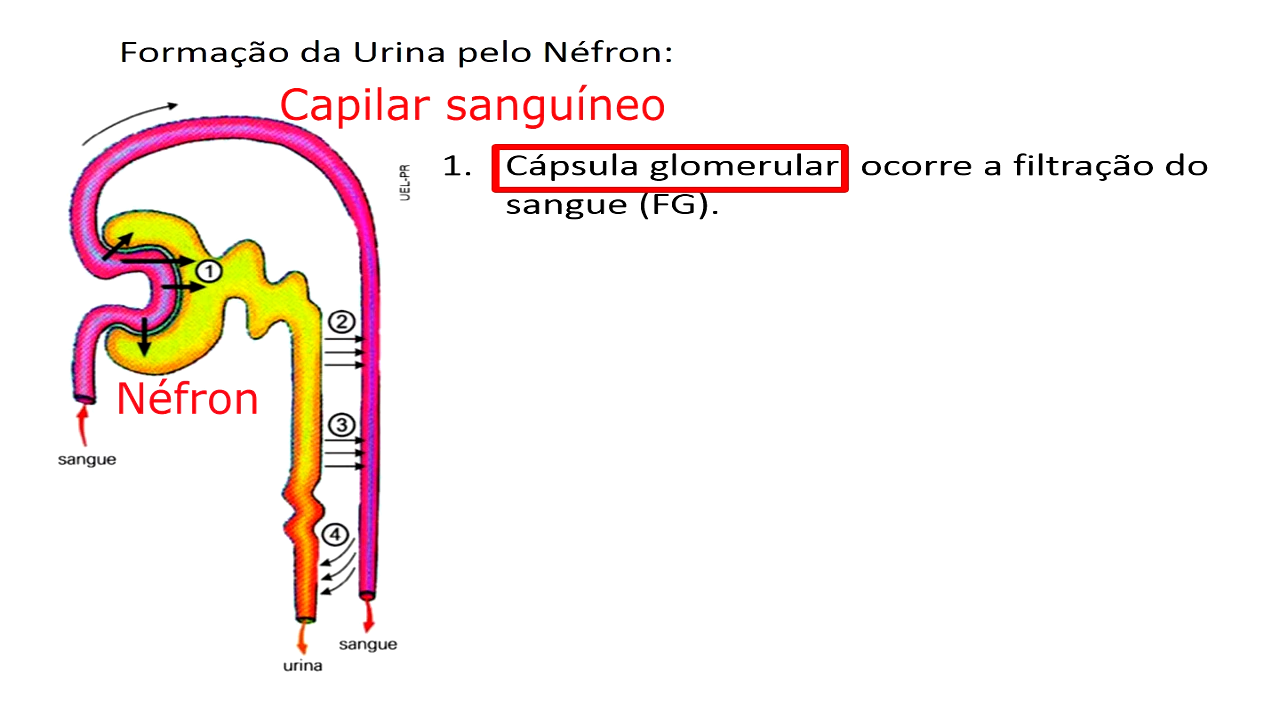 Formação da Urina pelo Néfron:
Capilar sanguíneo
1. Cápsula glomerular ocorre a filtração do
sangue (FG).
UEL-PR
1
2
Néfron
3
sangue
4
sangue
urina